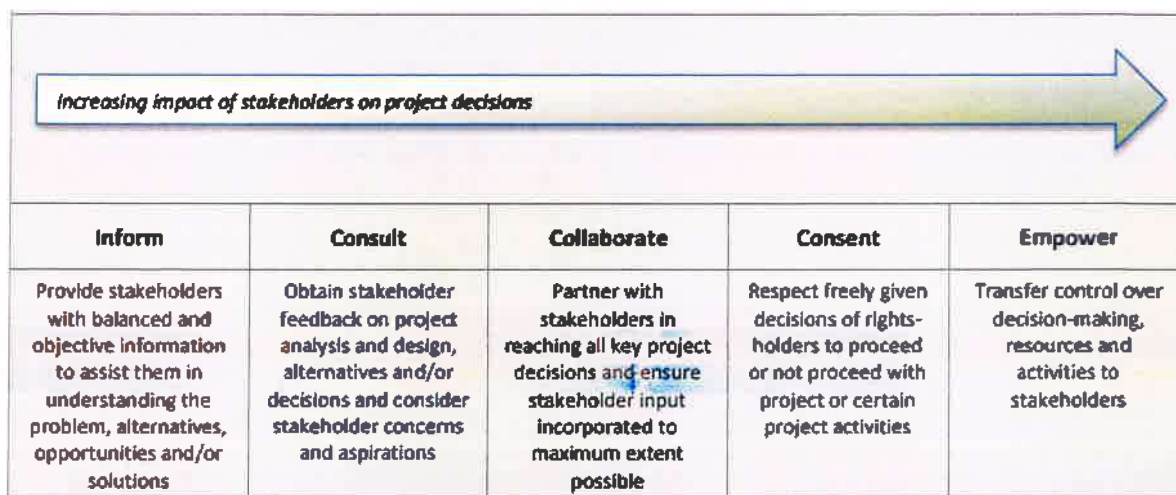 increasing impact of stakeholders on project decisions
Inform
Provide stakeholders
with balanced and
objective information
to assist them in
understanding the
problem, alternatives,
opportunities and/or
solutions
Consult
Obtain stakeholder
feedback on project
analysis and design,
alternatives and/or
decisions and consider
stakeholder concerns
and aspirations
Collaborate
Partner with
stakeholders in
reaching all key project
decisions and ensure
stakeholder input
incorporated to
maximum extent
possible
Consent
Respect freely given
decisions of rights-
holders to proceed
or not proceed with
project or certain
project activities
Empower
Transfer control over
decision-making,
resources and
activities to
stakeholders